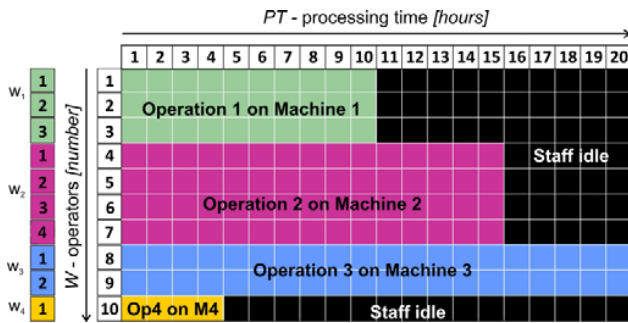 PT - processing time [hours]
1 2 3 4 5 6 7 8 9 10 11 12 13 14 15 16 17 18 19 20
W - operators [number]
w1 1 1
2 2 Operation 1 on Machine 1
3 3
w2 1 4 Staff idle
2 5
3 6 Operation 2 on Machine 2
4 7
w3 1 8 Operation 3 on Machine 3
2 9
w4 1 10 Op4 on M4 Staff idle